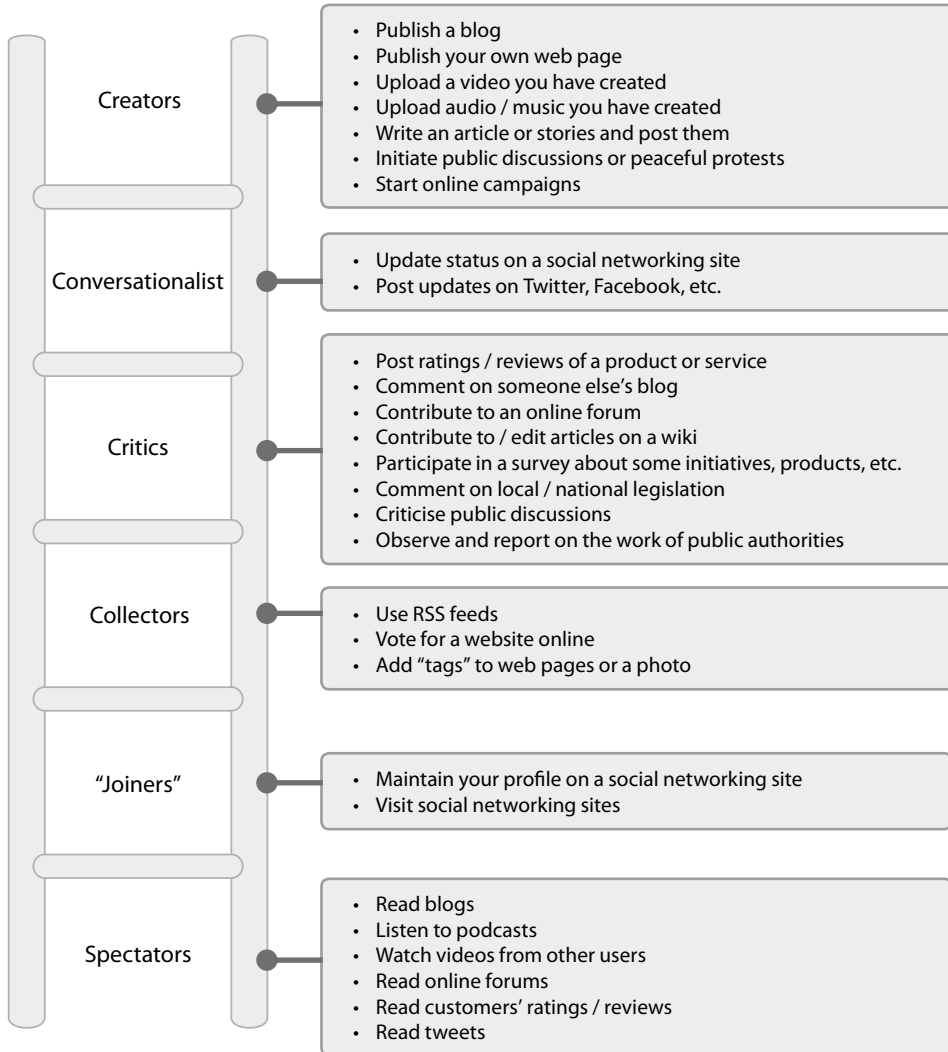 Creators
• Publish a blog
• Publish your own web page
• Upload a video you have created
• Upload audio / music you have created
• Write an article or stories and post them
• Initiate public discussions or peaceful protests
• Start online campaigns
Conversationalist
• Update status on a social networking site
• Post updates on Twitter, Facebook, etc.
Critics
• Post ratings / reviews of a product or service
• Comment on someone else’s blog
• Contribute to an online forum
• Contribute to / edit articles on a wiki
• Participate in a survey about some initiatives, products, etc.
• Comment on local / national legislation
• Criticise public discussions
• Observe and report on the work of public authorities
Collectors
• Use RSS feeds
• Vote for a website online
• Add “tags” to web pages or a photo
“Joiners”
• Maintain your profile on a social networking site
• Visit social networking sites
Spectators
• Read blogs
• Listen to podcasts
• Watch videos from other users
• Read online forums
• Read customers’ ratings / reviews
• Read tweets